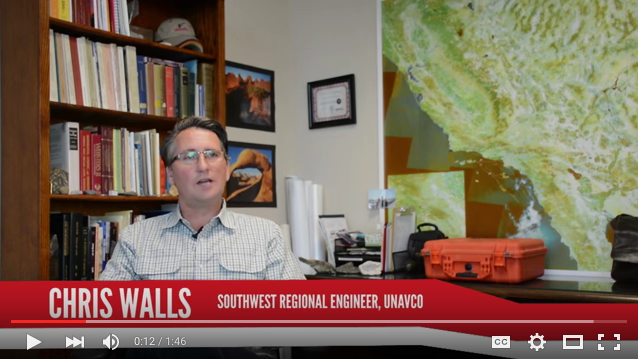 CHRIS WALLS
SOUTHWEST REGIONAL ENGINEER, UNAVCO
0:12 / 1:46
CC